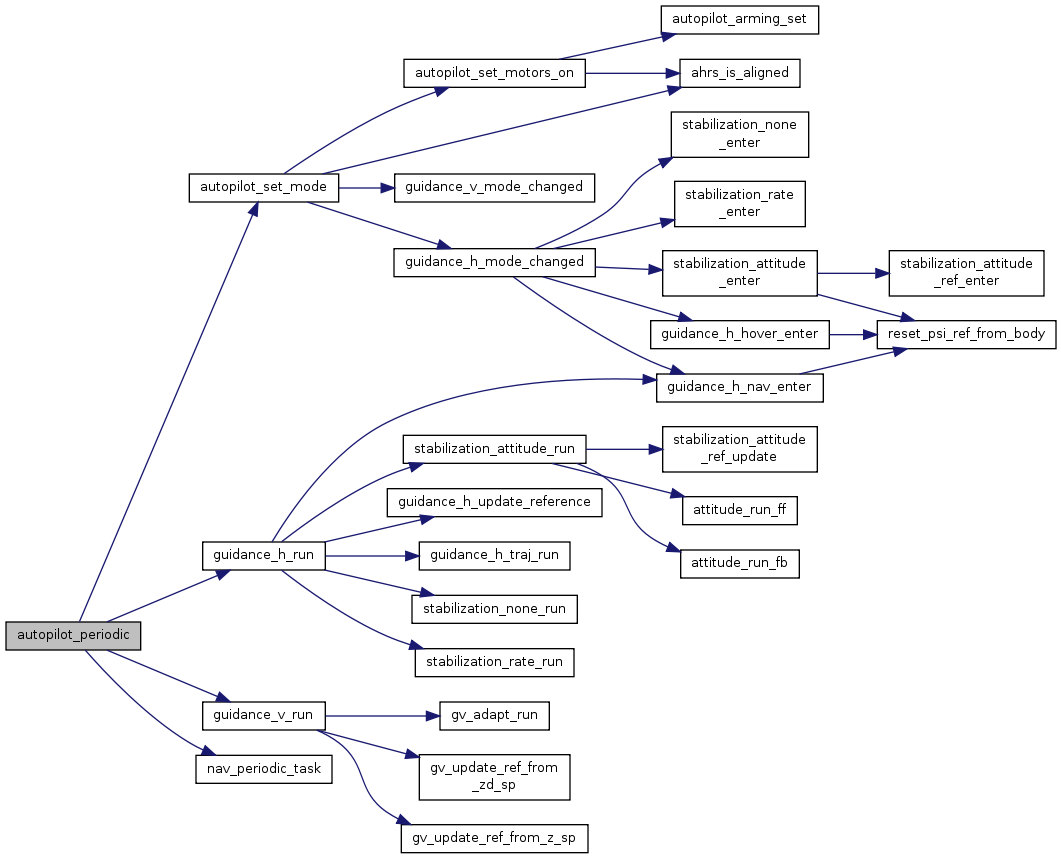 autopilot_arming_set
autopilot_set_motors_on
ahrs_is_aligned
stabilization_none
_enter
autopilot_set_mode
guidance_v_mode_changed
stabilization_rate
_enter
guidance_h_mode_changed
stabilization_attitude
_enter
stabilization_attitude
_ref_enter
guidance_h_hover_enter
reset_psi_ref_from_body
guidance_h_nav_enter
stabilization_attitude_run
stabilization_attitude
_ref_update
guidance_h_update_reference
attitude_run_ff
guidance_h_run
guidance_h_traj_run
attitude_run_fb
stabilization_none_run
autopilot_periodic
stabilization_rate_run
guidance_v_run
gv_adapt_run
nav_periodic_task
gv_update_ref_from
_zd_sp
gv_update_ref_from_z_sp